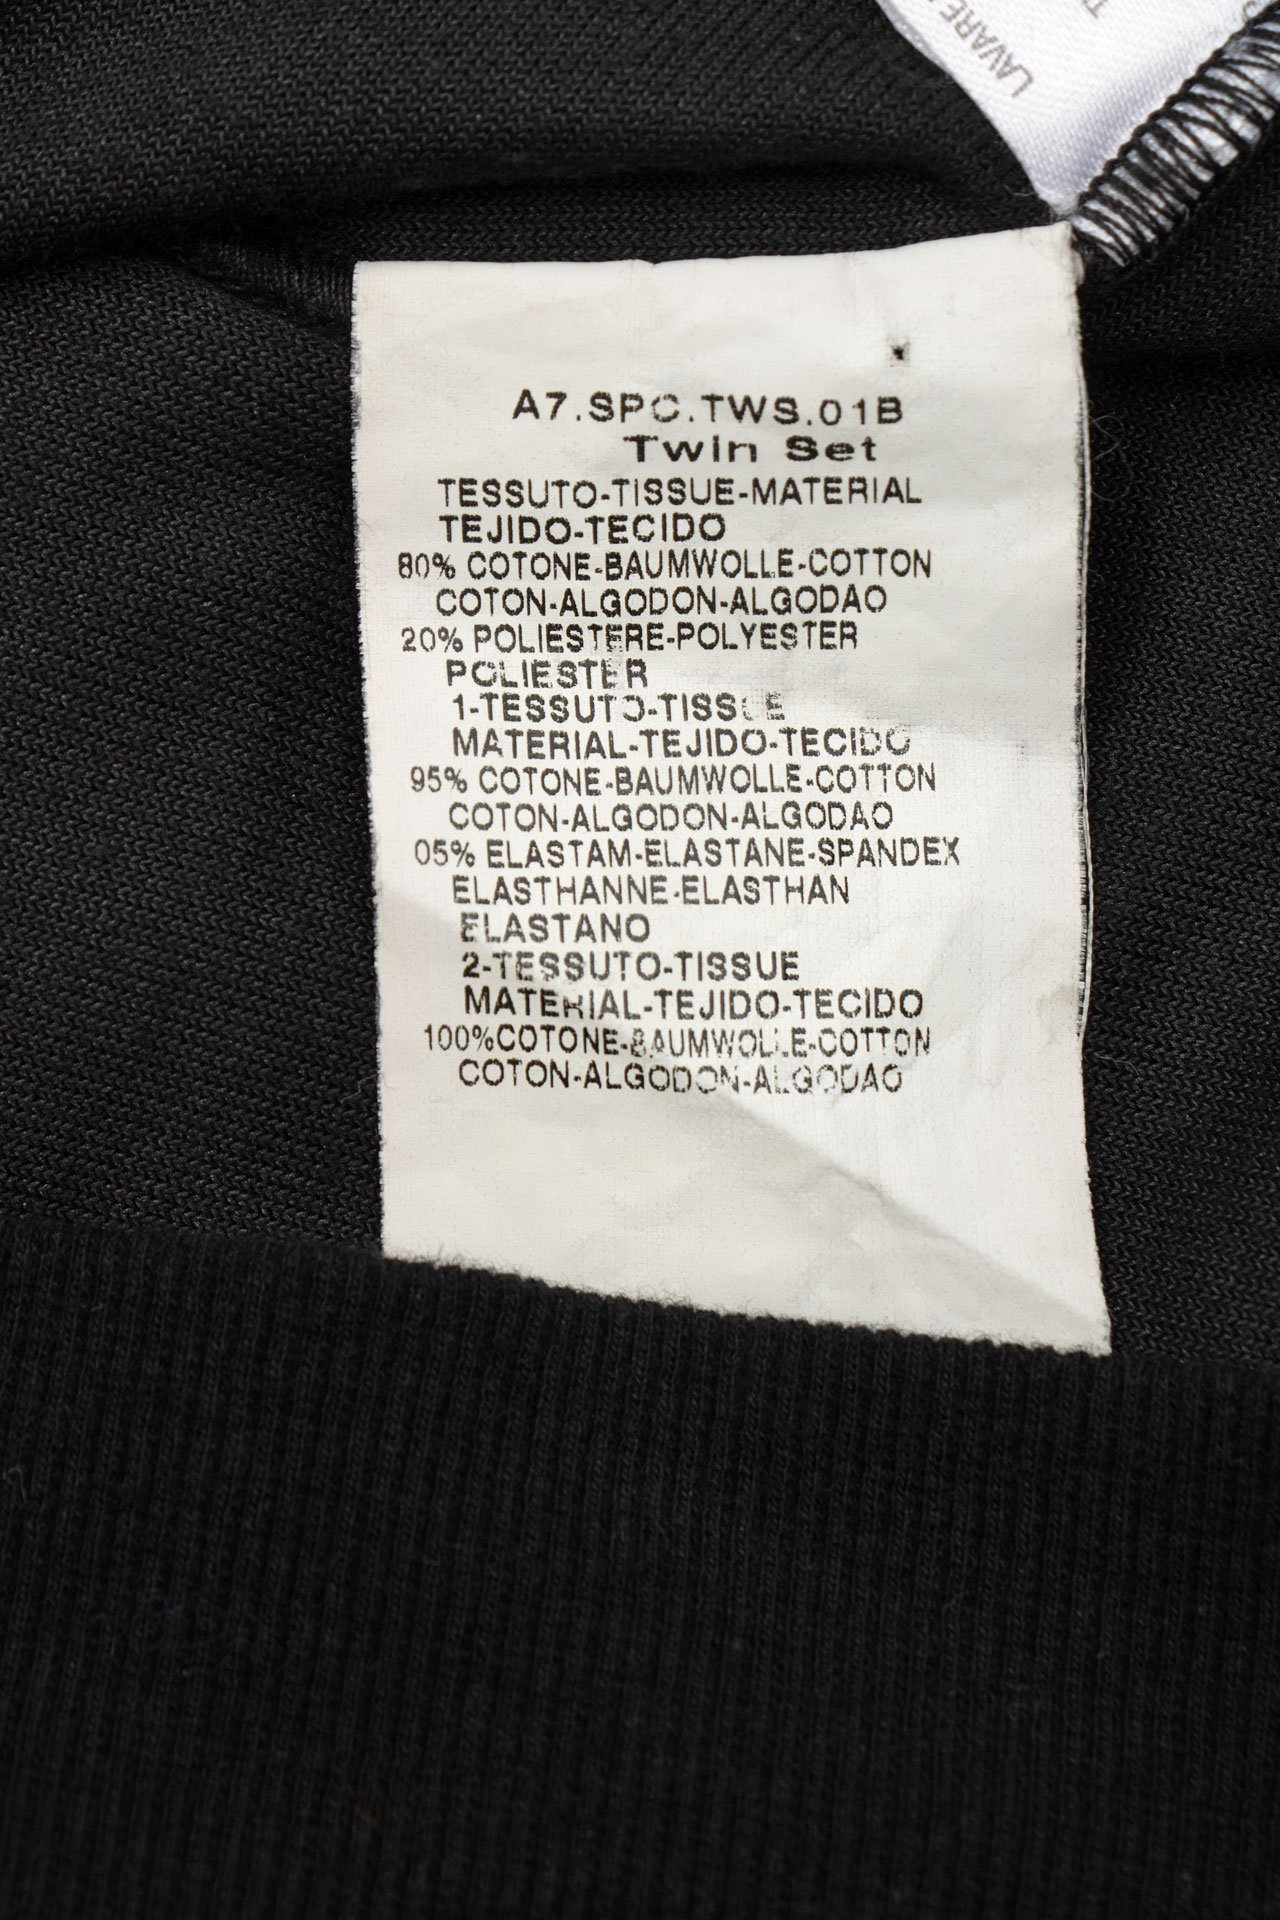 LAVARE
A7.SPC.TWS.01B
Twin Set
TESSUTO-TISSUE-MATERIAL
TEJIDO-TECIDO
80% COTONE-BAUMWOLLE-COTTON
COTON-ALGODON-ALGODAO
20% POLIESTERE-POLYESTER
POLIESTER
1-TESSUTO-TISSUE
MATERIAL-TEJIDO-TECIDO
95% COTONE-BAUMWOLLE-COTTON
COTON-ALGODON-ALGODAO
05% ELASTAM-ELASTANE-SPANDEX
ELASTHANNE-ELASTHAN
ELASTANO
2-TESSUTO-TISSUE
MATERIAL-TEJIDO-TECIDO
100%COTONE-BAUMWOLLE-COTTON
COTON-ALGODON-ALGODAO